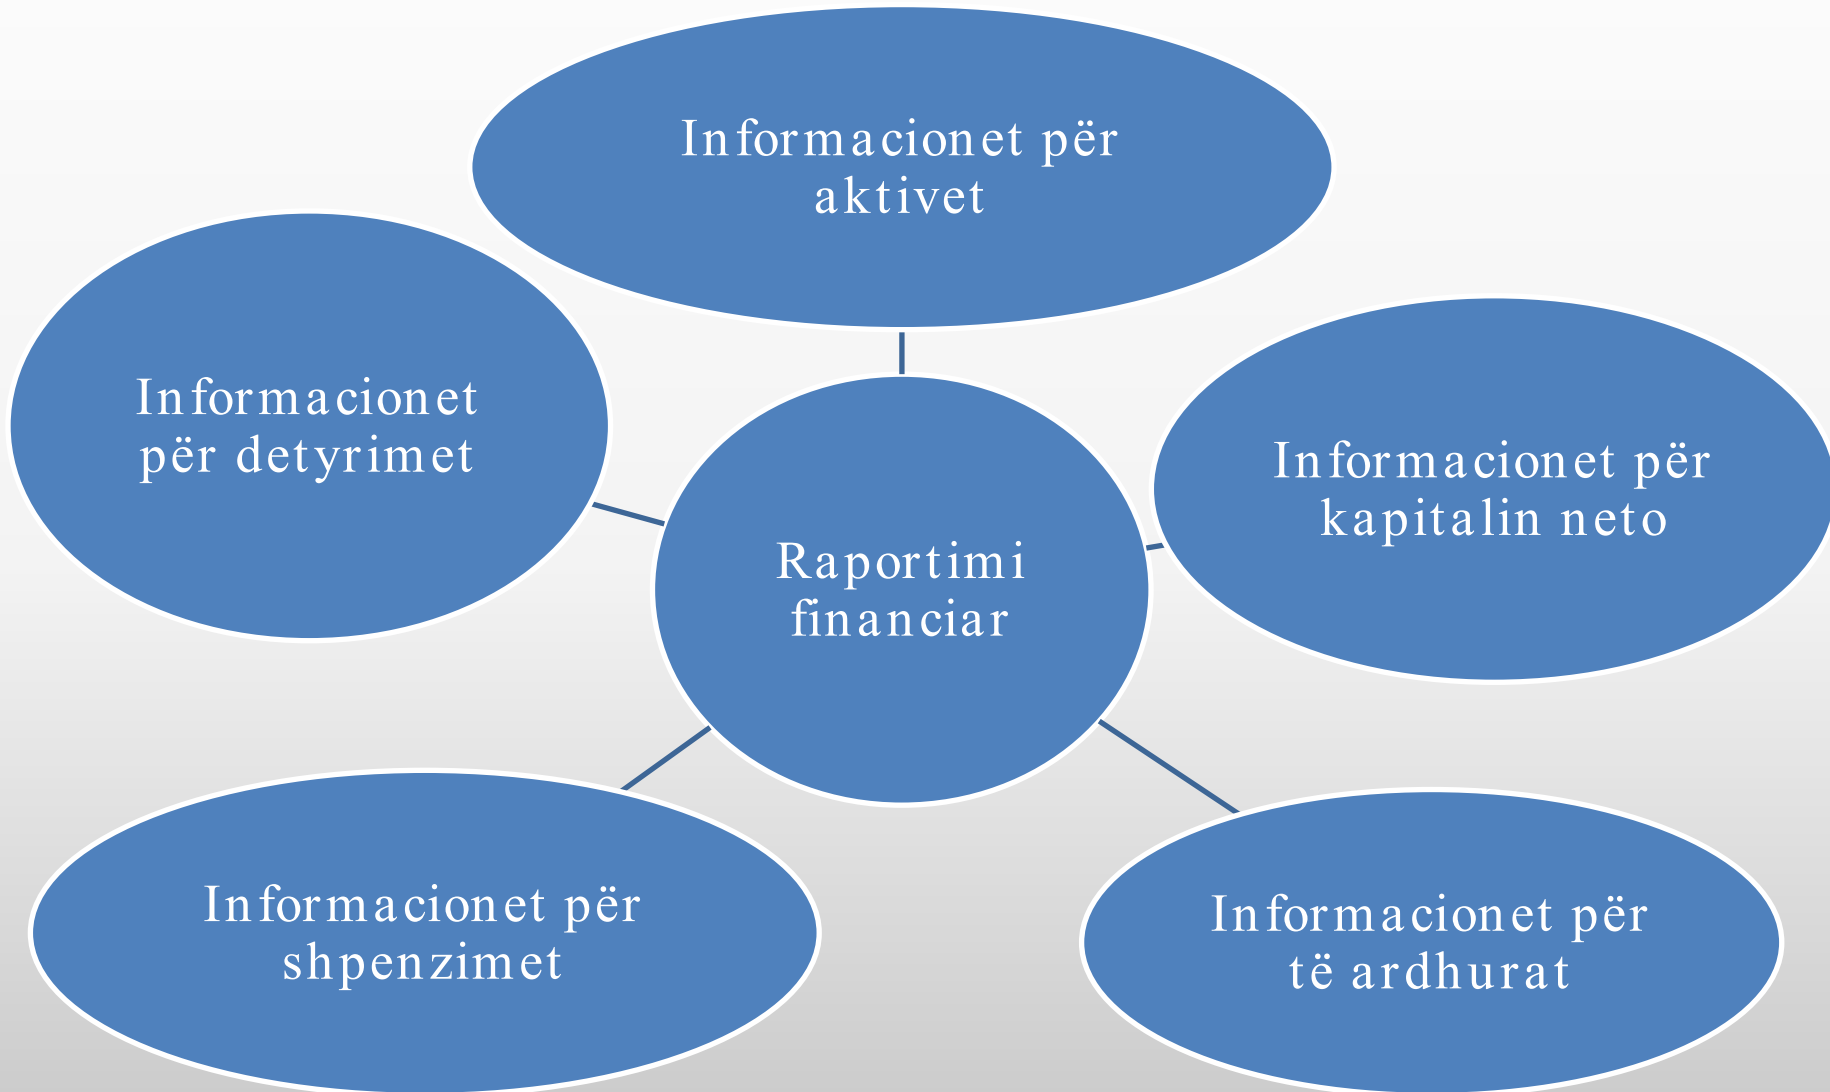 Informacionet për
aktivet
Informacionet
për detyrimet
Informacionet për
kapitalin neto
Raportimi
financiar
Informacionet për
shpenzimet
Informacionet për
të ardhurat